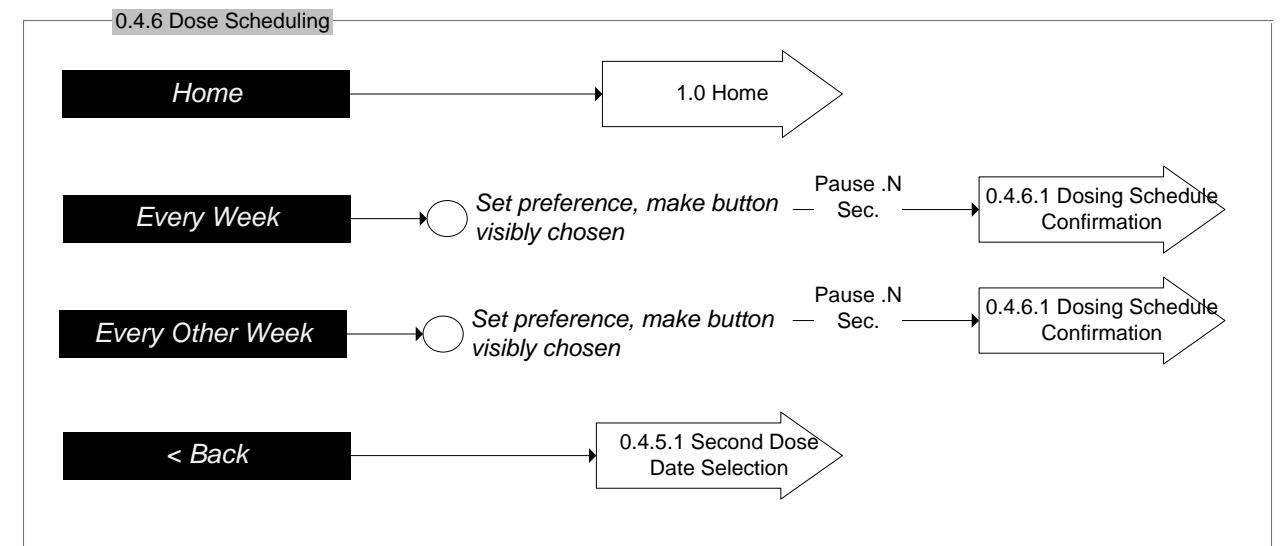 0.4.6 Dose Scheduling
Home
1.0 Home
Every Week
Set preference, make button
visibly chosen
Pause .N
Sec.
0.4.6.1 Dosing Schedule
Confirmation
Every Other Week
Set preference, make button
visibly chosen
Pause .N
Sec.
0.4.6.1 Dosing Schedule
Confirmation
< Back
0.4.5.1 Second Dose
Date Selection